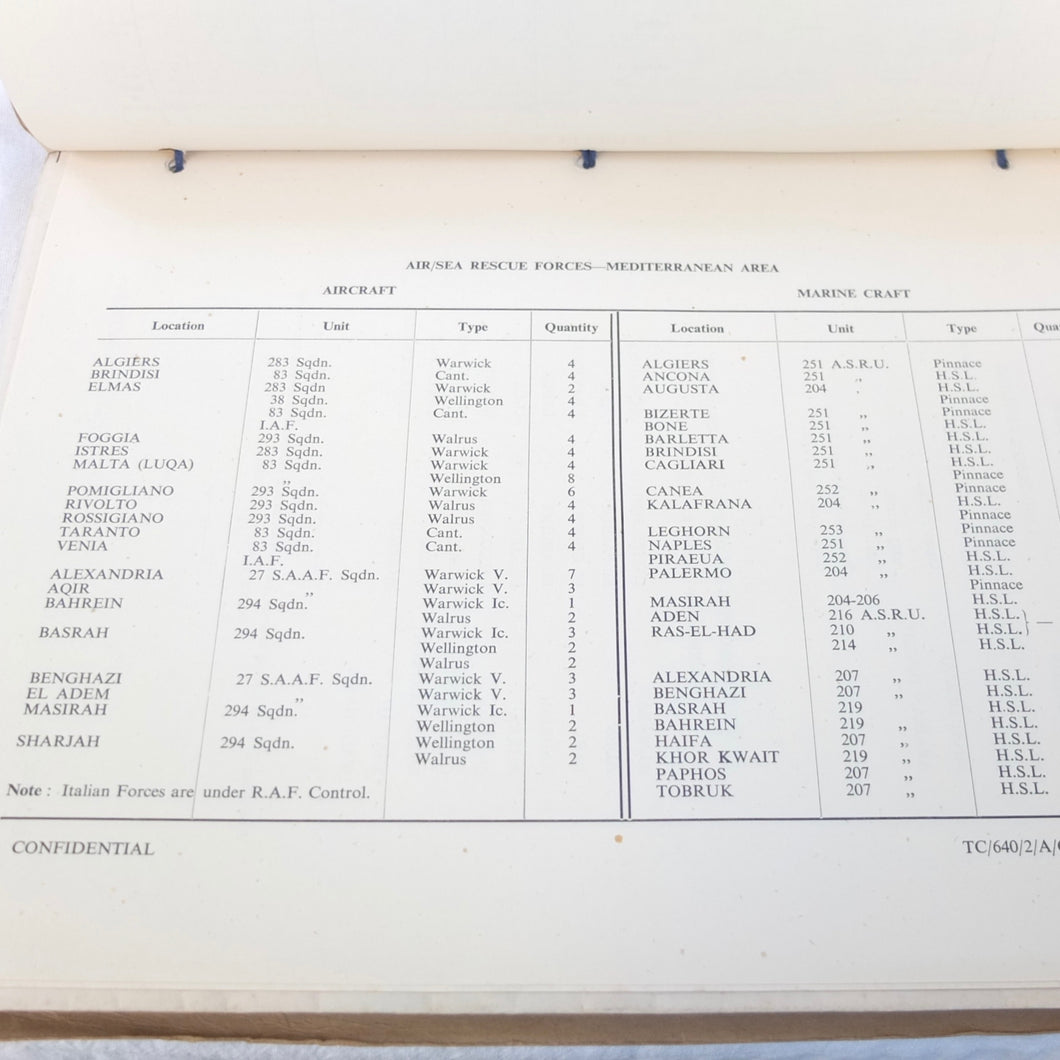 AIR/SEA RESCUE FORCES—MEDITERRANEAN AREA
AIRCRAFT
Location Unit Type Quantity
ALGIERS 283 Sqdn. Warwick 4
BRINDISI 83 Sqdn. Cant. 4
ELMAS 283 Sqdn Warwick 2
38 Sqdn. Wellington 4
83 Sqdn. Cant. 4
I.A.F.
FOGGIA 293 Sqdn. Walrus 4
ISTRES 283 Sqdn. Warwick 4
MALTA (LUQA) 83 Sqdn. Warwick 4
„ Wellington 8
POMIGLIANO 293 Sqdn. Warwick 6
RIVOLTO 293 Sqdn. Walrus 4
ROSSIGIANO 293 Sqdn. Walrus 4
TARANTO 83 Sqdn. Cant. 4
VENIA 83 Sqdn. Cant. 4
I.A.F.
ALEXANDRIA 27 S.A.A.F. Sqdn. Warwick V. 7
AQIR „ Warwick V. 3
BAHREIN 294 Sqdn. Warwick Ic. 1
Walrus 2
BASRAH 294 Sqdn. Warwick Ic. 3
Wellington 2
Walrus 2
BENGHAZI 27 S.A.A.F. Sqdn. Warwick V. 3
EL ADEM „ Warwick V. 3
MASIRAH 294 Sqdn. Warwick Ic. 1
Wellington 2
SHARJAH 294 Sqdn. Wellington 2
Walrus 2
Note : Italian Forces are under R.A.F. Control.
MARINE CRAFT
Location Unit Type Qua
ALGIERS 251 A.S.R.U. Pinnace
ANCONA 251 „ H.S.L.
AUGUSTA 204 „ H.S.L.
Pinnace
BIZERTE 251 „ Pinnace
BONE 251 „ H.S.L.
BARLETTA 251 „ H.S.L.
BRINDISI 251 „ H.S.L.
CAGLIARI 251 „ H.S.L.
Pinnace
CANEA 252 „ Pinnace
KALAFRANA 204 „ H.S.L.
Pinnace
LEGHORN 253 „ Pinnace
NAPLES 251 „ Pinnace
PIRAEUA 252 „ H.S.L.
PALERMO 204 „ H.S.L.
Pinnace
MASIRAH 204-206 H.S.L.
ADEN 216 A.S.R.U. H.S.L. } —
RAS-EL-HAD 210 „ H.S.L.
214 „ H.S.L.
ALEXANDRIA 207 „ H.S.L.
BENGHAZI 207 „ H.S.L.
BASRAH 219 H.S.L.
BAHREIN 219 „ H.S.L.
HAIFA 207 „ H.S.L.
KHOR KWAIT 219 „ H.S.L.
PAPHOS 207 „ H.S.L.
TOBRUK 207 „ H.S.L.
CONFIDENTIAL
TC/640/2/A/